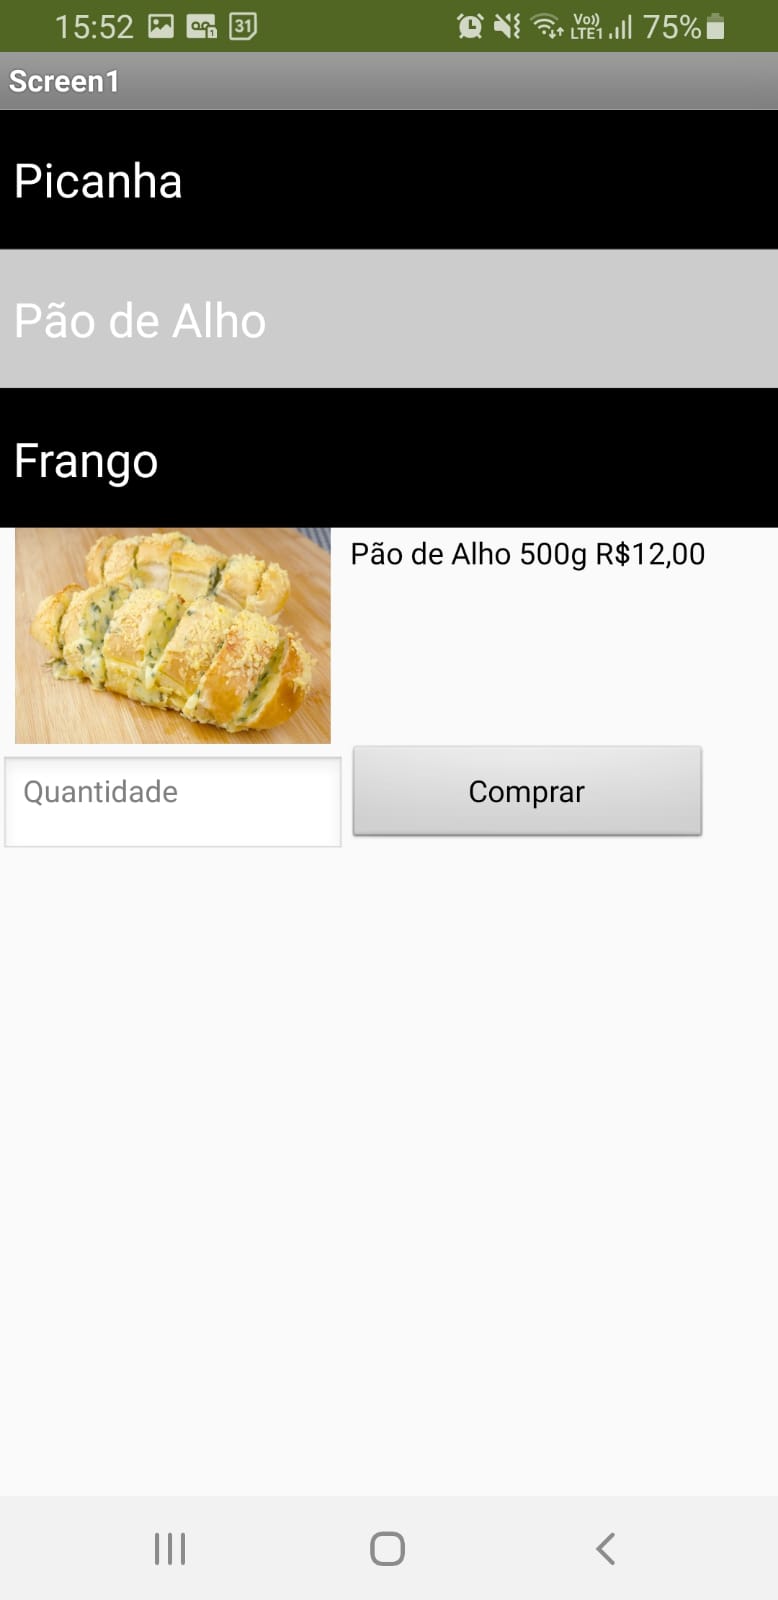 15:52 31 Vo)) LTE1 75%
Screen1
Picanha
Pão de Alho
Frango
Pão de Alho 500g R$12,00
Quantidade
Comprar